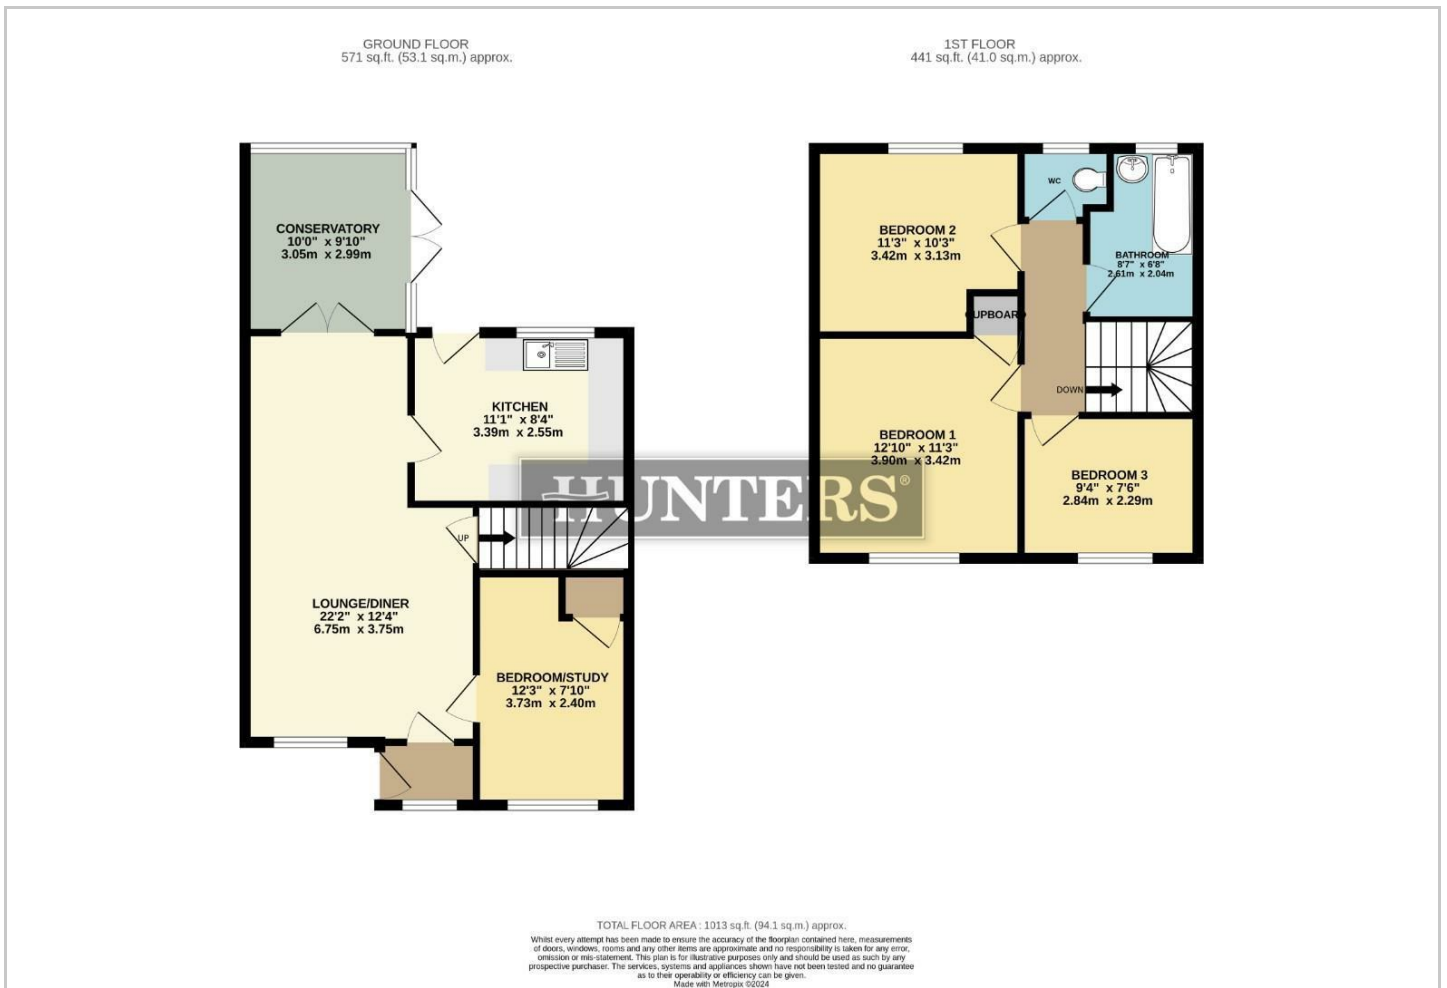 GROUND FLOOR
571 sq.ft. (53.1 sq.m.) approx.
1ST FLOOR
441 sq.ft. (41.0 sq.m.) approx.
CONSERVATORY
10'0" x 9'10"
3.05m x 2.99m
KITCHEN
11'1" x 8'4"
3.39m x 2.55m
UP
LOUNGE/DINER
22'2" x 12'4"
6.75m x 3.75m
BEDROOM/STUDY
12'3" x 7'10"
3.73m x 2.40m
BEDROOM 2
11'3" x 10'3"
3.42m x 3.13m
WC
BATHROOM
8'7" x 6'8"
2.61m x 2.04m
CUPBOARD
DOWN
BEDROOM 1
12'10" x 11'3"
3.90m x 3.42m
BEDROOM 3
9'4" x 7'6"
2.84m x 2.29m
HUNTERS®
TOTAL FLOOR AREA : 1013 sq.ft. (94.1 sq.m.) approx.
Whilst every attempt has been made to ensure the accuracy of the floorplan contained here, measurements
of doors, windows, rooms and any other items are approximate and no responsibility is taken for any error,
omission or mis-statement. This plan is for illustrative purposes only and should be used as such by any
prospective purchaser. The services, systems and appliances shown have not been tested and no guarantee
as to their operability or efficiency can be given.
Made with Metropix ©2024